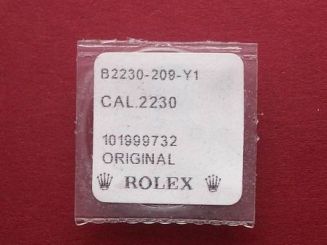 B2230-209-Y1
CAL.2230
101999732
ORIGINAL
ROLEX